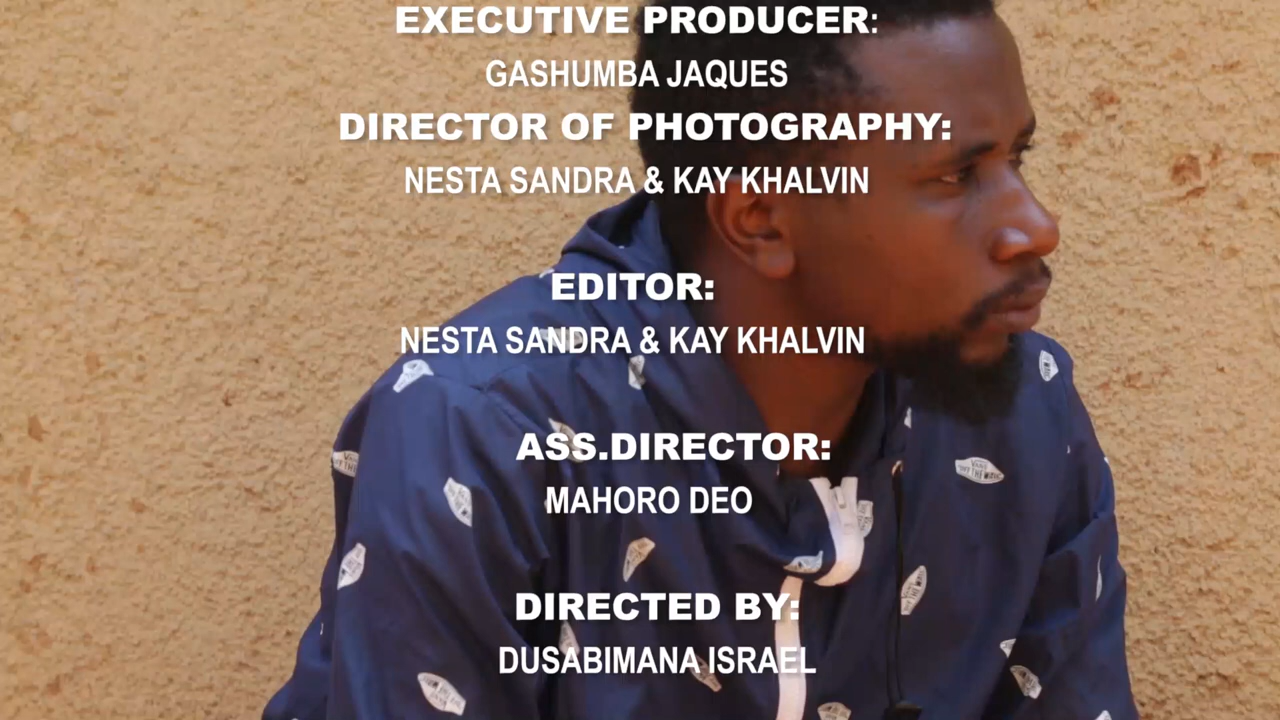 EXECUTIVE PRODUCER:
GASHUMBA JAQUES
DIRECTOR OF PHOTOGRAPHY:
NESTA SANDRA & KAY KHALVIN
EDITOR:
NESTA SANDRA & KAY KHALVIN
ASS.DIRECTOR:
MAHORO DEO
DIRECTED BY:
DUSABIMANA ISRAEL